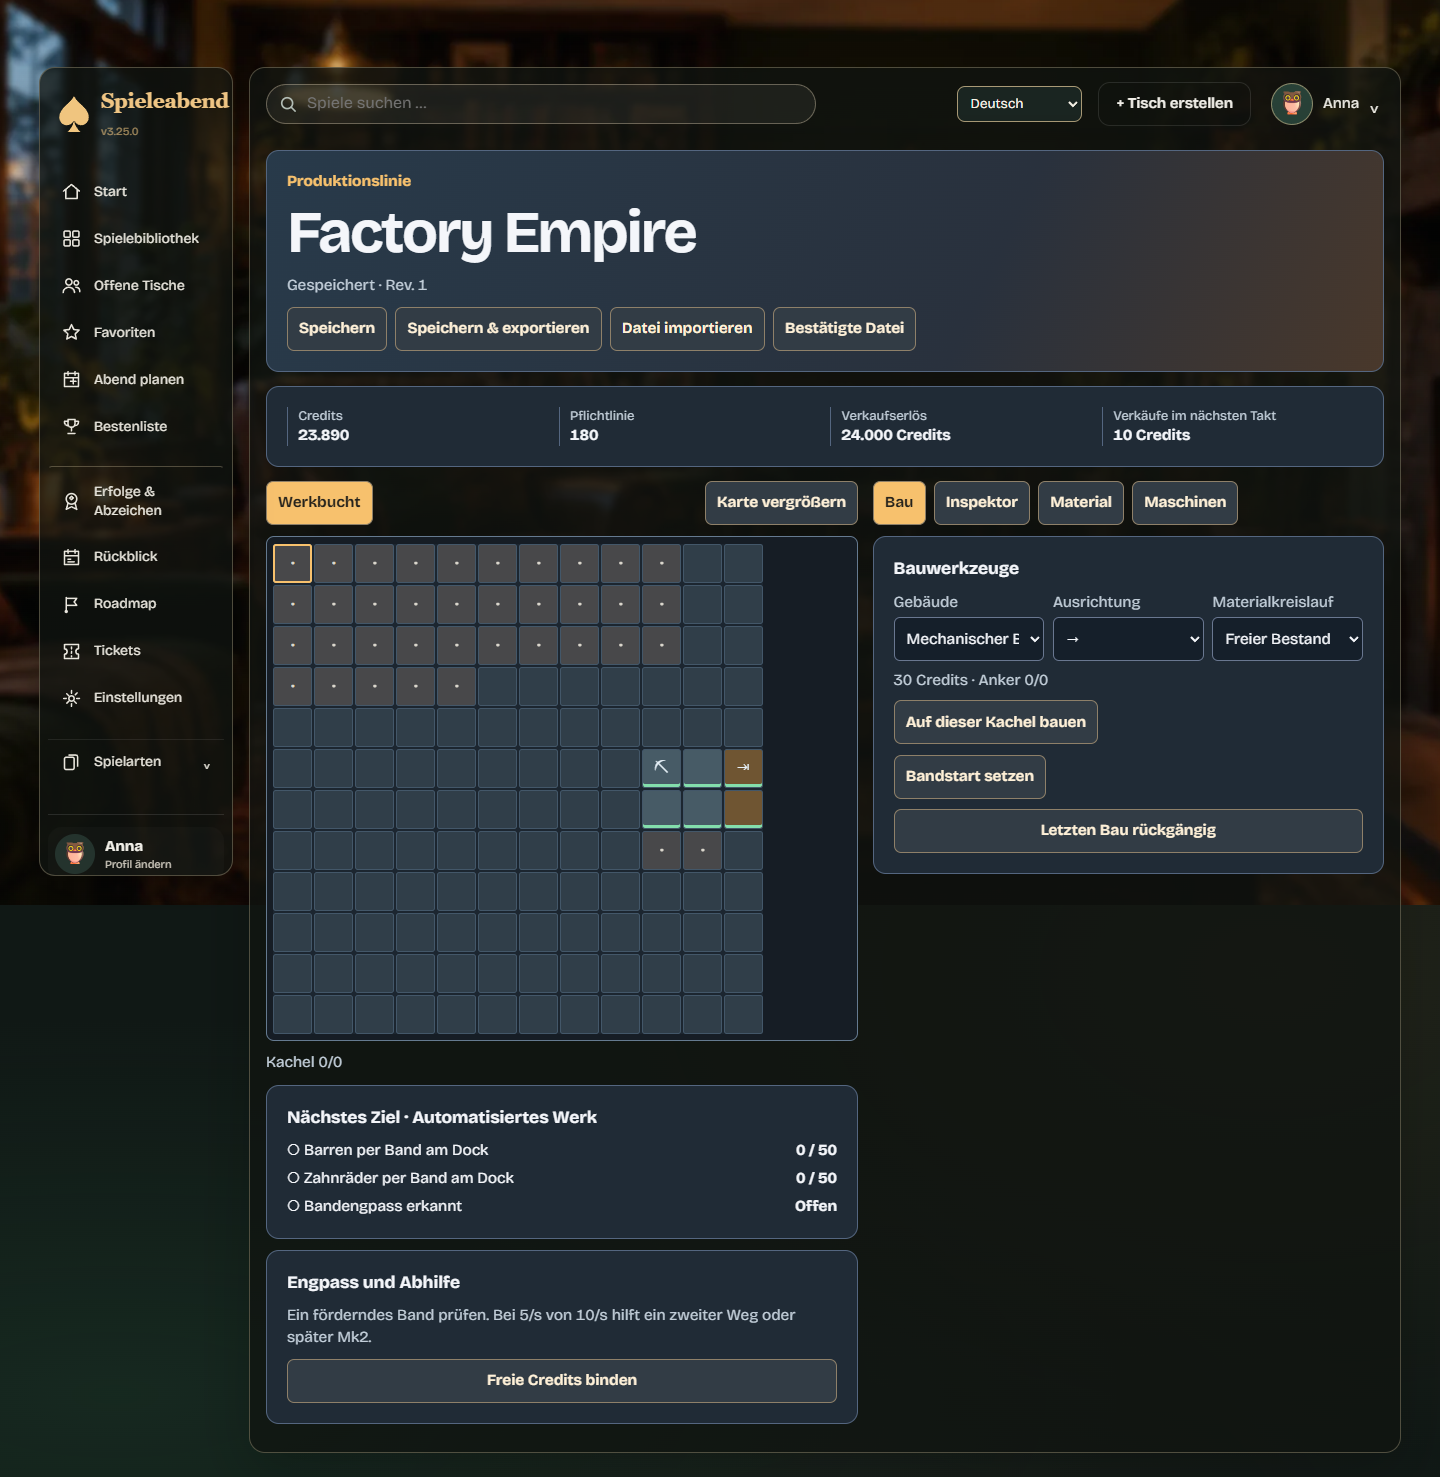 Spieleabend
v3.25.0
Start
Spielebibliothek
Offene Tische
Favoriten
Abend planen
Bestenliste
Erfolge &
Abzeichen
Rückblick
Roadmap
Tickets
Einstellungen
Spielarten
Anna
Profil ändern
Spiele suchen ...
Deutsch
+ Tisch erstellen
Anna
Produktionslinie
Factory Empire
Gespeichert · Rev. 1
Speichern
Speichern & exportieren
Datei importieren
Bestätigte Datei
Credits
23.890
Pflichtlinie
180
Verkaufserlös
24.000 Credits
Verkäufe im nächsten Takt
10 Credits
Werkbucht
Karte vergrößern
Kachel 0/0
Nächstes Ziel · Automatisiertes Werk
Barren per Band am Dock 0 / 50
Zahnräder per Band am Dock 0 / 50
Bandengpass erkannt Offen
Engpass und Abhilfe
Ein förderndes Band prüfen. Bei 5/s von 10/s hilft ein zweiter Weg oder
später Mk2.
Freie Credits binden
Bau
Inspektor
Material
Maschinen
Bauwerkzeuge
Gebäude
Mechanischer E
Ausrichtung
→
Materialkreislauf
Freier Bestand
30 Credits · Anker 0/0
Auf dieser Kachel bauen
Bandstart setzen
Letzten Bau rückgängig